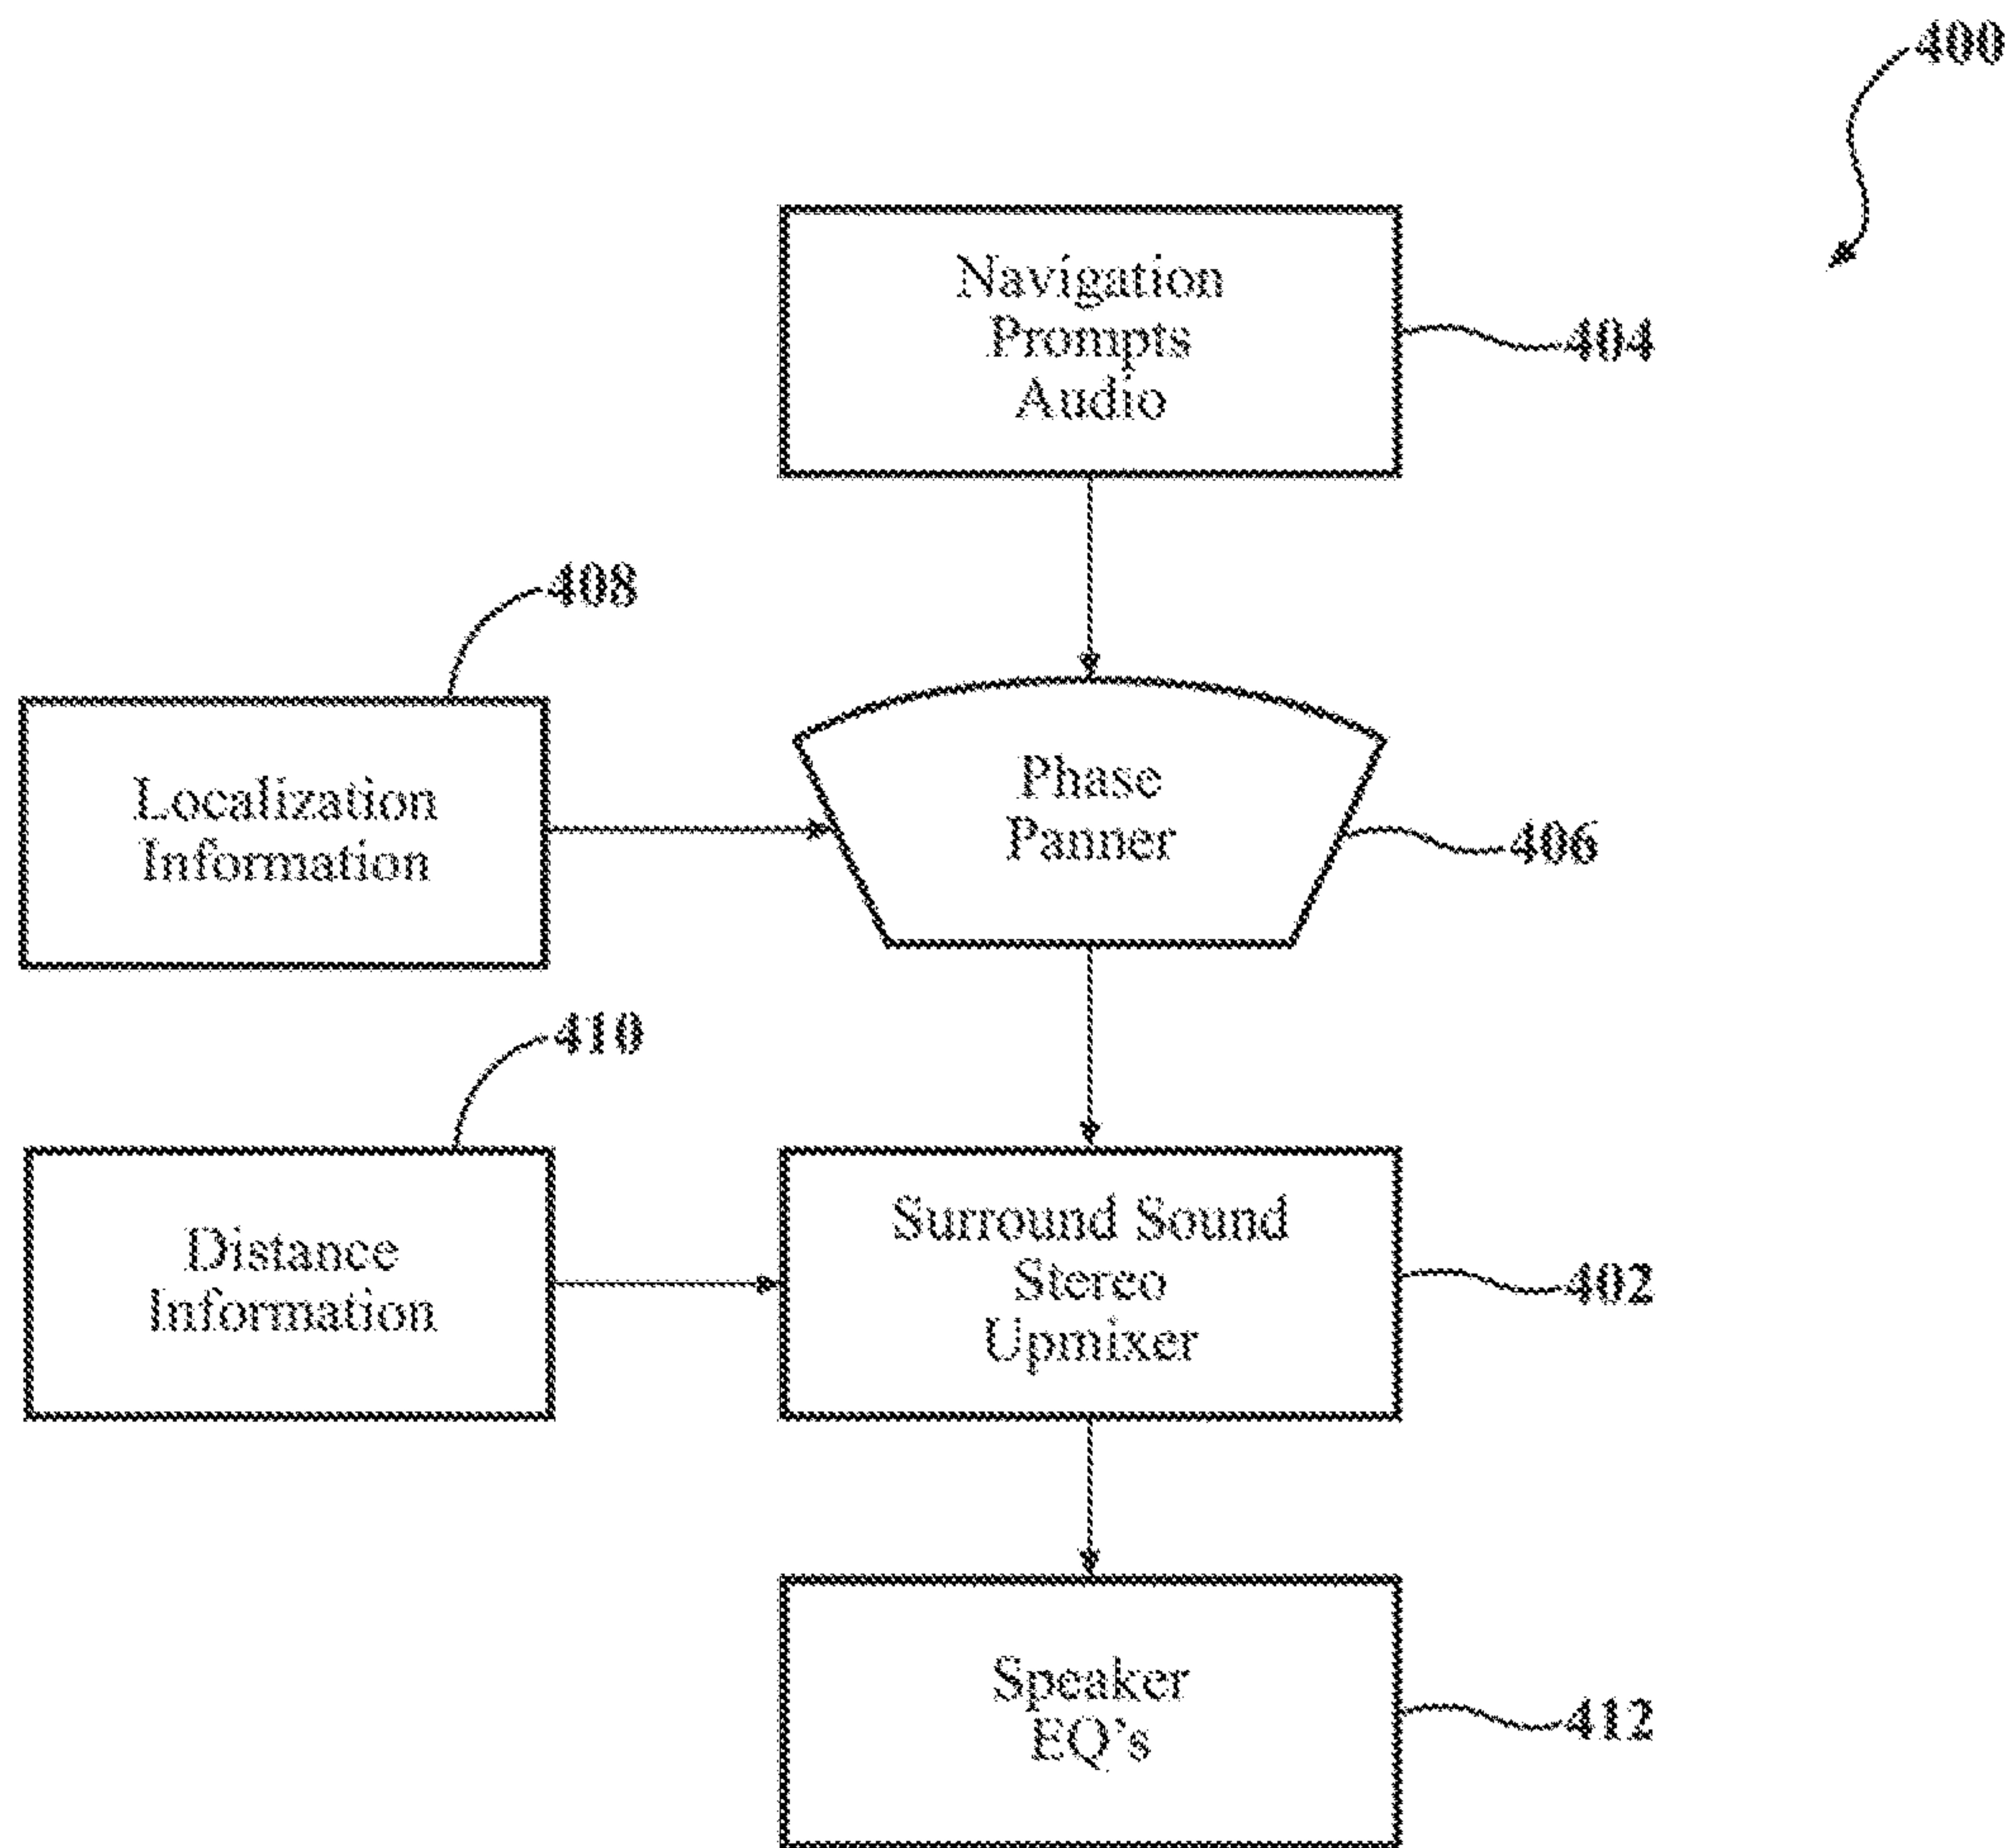 400
Navigation
Prompts
Audio
404
408
Localization
Information
Phase
Panner
406
410
Distance
Information
Surround Sound
Stereo
Upmixer
402
Speaker
EQ's
412